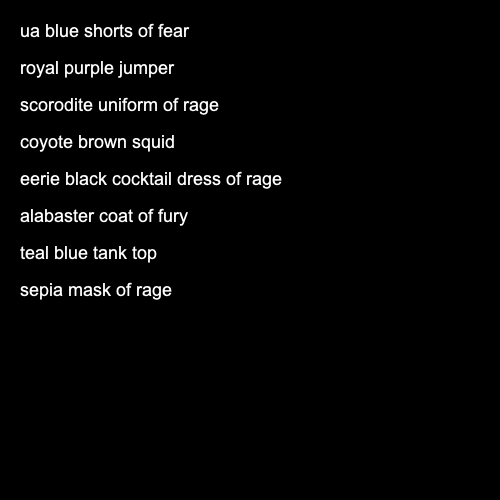 ua blue shorts of fear
royal purple jumper
scorodite uniform of rage
coyote brown squid
eerie black cocktail dress of rage
alabaster coat of fury
teal blue tank top
sepia mask of rage